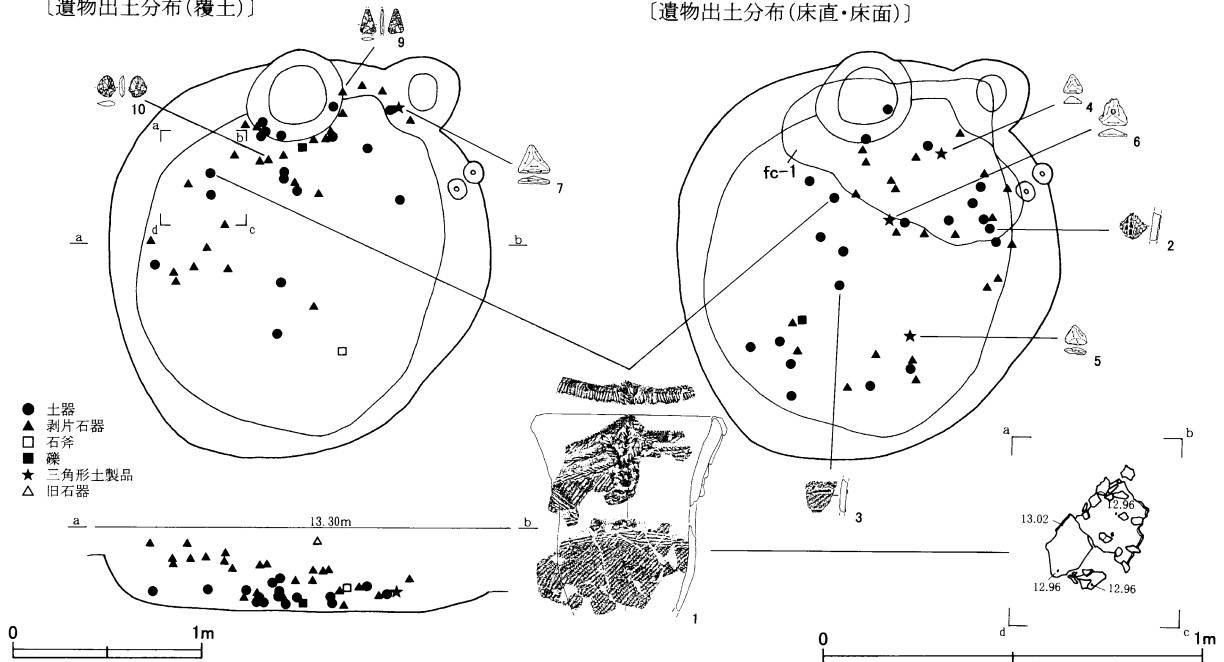 〔遺物出土分布(覆土)〕
〔遺物出土分布(床直・床面)〕
9
10
a
b
d
c
7
a
b
fc-1
4
6
2
5
3
● 土器
▲ 剥片石器
□ 石斧
■ 礫
★ 三角形土製品
△ 旧石器
a
13.30m
b
1
a
b
12.96
13.02
12.96
12.96
d
c
0
1m
0
1m